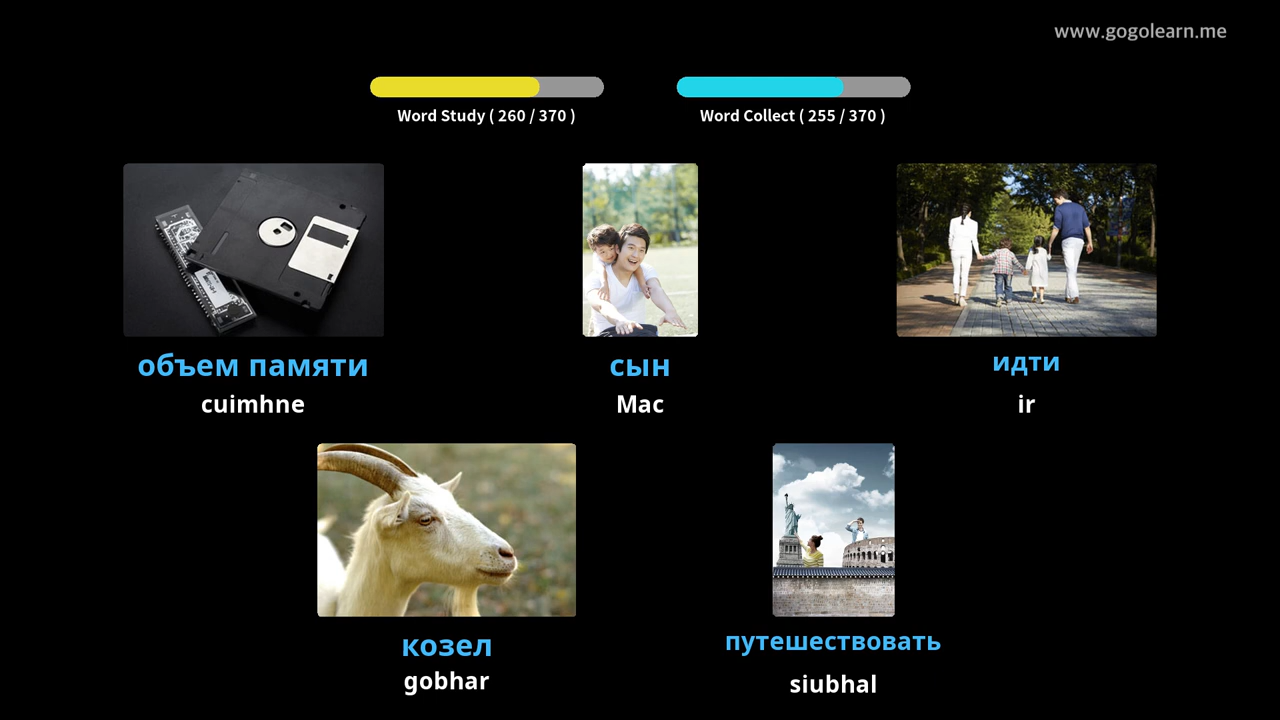 www.gogolearn.me
Word Study ( 260 / 370 )
Word Collect ( 255 / 370 )
объем памяти
cuimhne
сын
Mac
идти
ir
козел
gobhar
путешествовать
siubhal